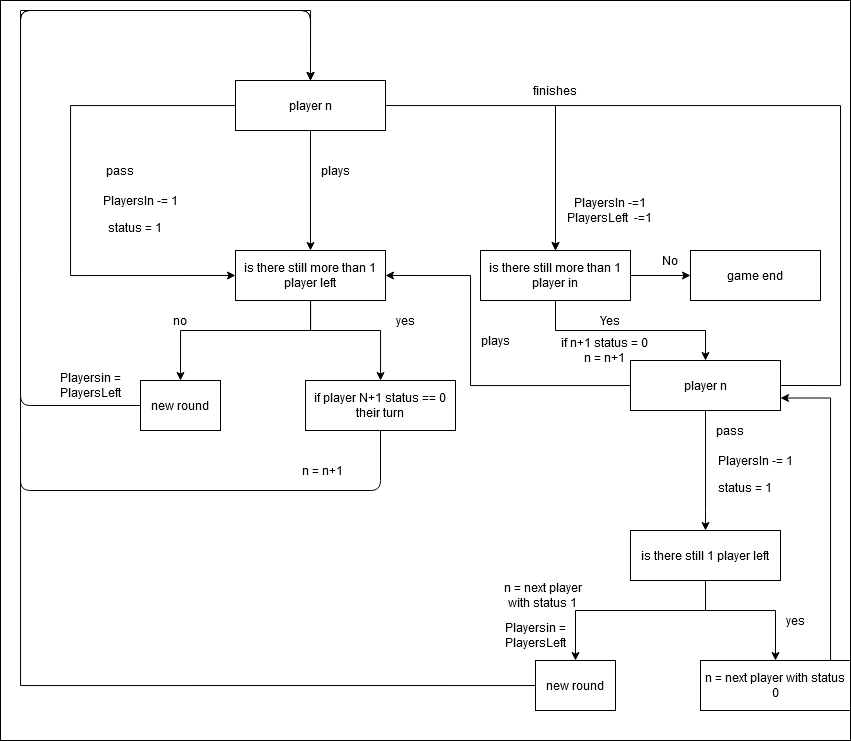 finishes
player n
pass
plays
PlayersIn -= 1
status = 1
PlayersIn -=1
PlayersLeft -=1
is there still more than 1
player left
is there still more than 1
player in
No
game end
no
yes
Yes
if n+1 status = 0
n = n+1
plays
Playersin =
PlayersLeft
new round
if player N+1 status == 0
their turn
player n
n = n+1
pass
PlayersIn -= 1
status = 1
is there still 1 player left
n = next player
with status 1
Playersin =
PlayersLeft
yes
new round
n = next player with status
0